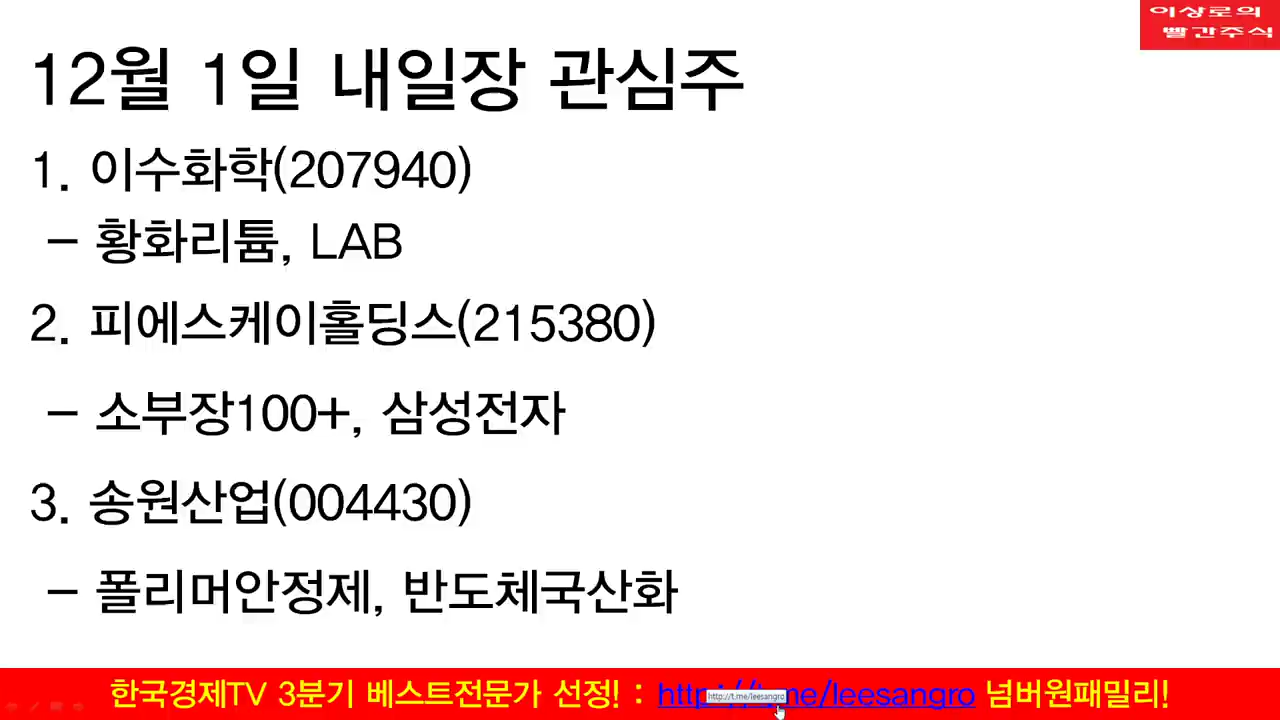 이상로의
빨간주식
12월 1일 내일장 관심주
1. 이수화학(207940)
- 황화리튬, LAB
2. 피에스케이홀딩스(215380)
- 소부장100+, 삼성전자
3. 송원산업(004430)
- 폴리머안정제, 반도체국산화
한국경제TV 3분기 베스트전문가 선정! : http://t.me/leesangro 넘버원패밀리!
http://t.me/leesangro